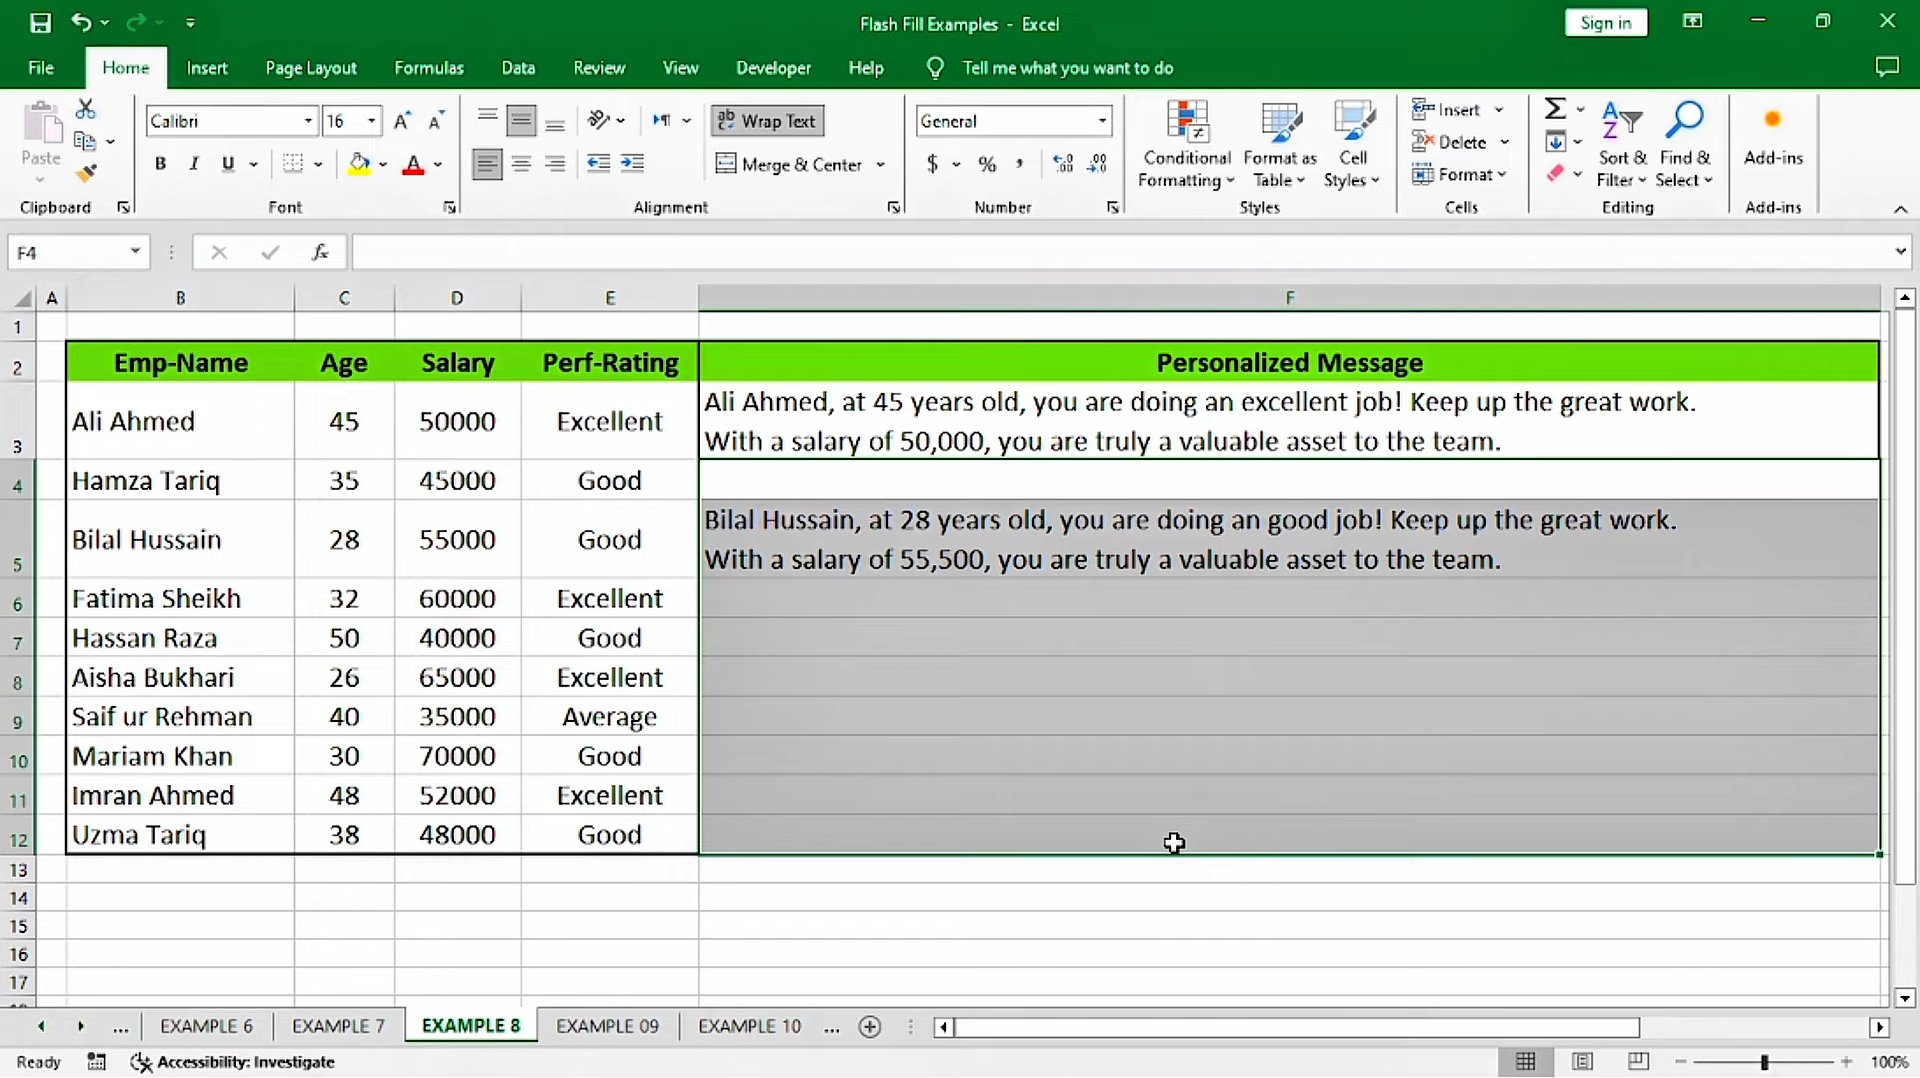 Flash Fill Examples - Excel
Sign in
File Home Insert Page Layout Formulas Data Review View Developer Help Tell me what you want to do
Paste
Clipboard
Calibri 16
B I U
Font
Wrap Text
Merge & Center
Alignment
General
$ % ,
Number
Conditional Formatting
Format as Table
Cell Styles
Styles
Insert
Delete
Format
Cells
Sort & Filter
Find & Select
Editing
Add-ins
Add-ins
F4 fx
A B C D E F
1
2 Emp-Name Age Salary Perf-Rating Personalized Message
3 Ali Ahmed 45 50000 Excellent Ali Ahmed, at 45 years old, you are doing an excellent job! Keep up the great work.
With a salary of 50,000, you are truly a valuable asset to the team.
4 Hamza Tariq 35 45000 Good
5 Bilal Hussain 28 55000 Good Bilal Hussain, at 28 years old, you are doing an good job! Keep up the great work.
With a salary of 55,500, you are truly a valuable asset to the team.
6 Fatima Sheikh 32 60000 Excellent
7 Hassan Raza 50 40000 Good
8 Aisha Bukhari 26 65000 Excellent
9 Saif ur Rehman 40 35000 Average
10 Mariam Khan 30 70000 Good
11 Imran Ahmed 48 52000 Excellent
12 Uzma Tariq 38 48000 Good
13
14
15
16
17
... EXAMPLE 6 EXAMPLE 7 EXAMPLE 8 EXAMPLE 09 EXAMPLE 10 ...
Ready Accessibility: Investigate 100%